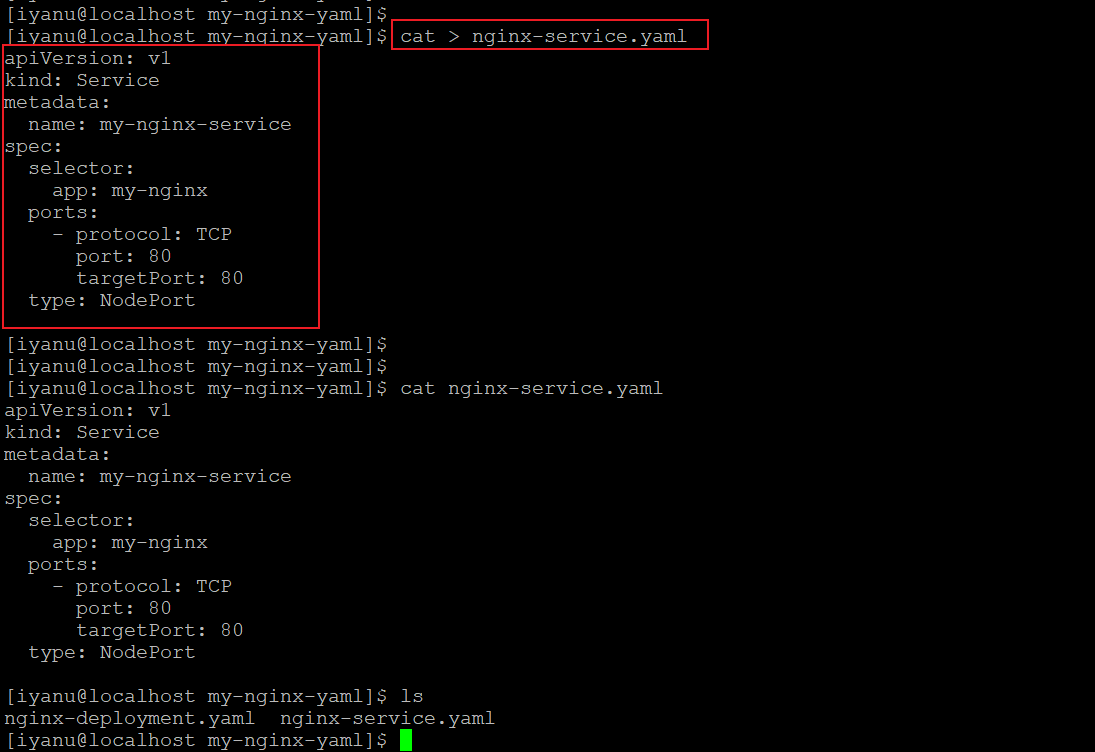 [iyanu@localhost my-nginx-yaml]$
[iyanu@localhost my-nginx-yaml]$ cat > nginx-service.yaml
apiVersion: v1
kind: Service
metadata:
  name: my-nginx-service
spec:
  selector:
    app: my-nginx
  ports:
    - protocol: TCP
      port: 80
      targetPort: 80
  type: NodePort

[iyanu@localhost my-nginx-yaml]$
[iyanu@localhost my-nginx-yaml]$
[iyanu@localhost my-nginx-yaml]$ cat nginx-service.yaml
apiVersion: v1
kind: Service
metadata:
  name: my-nginx-service
spec:
  selector:
    app: my-nginx
  ports:
    - protocol: TCP
      port: 80
      targetPort: 80
  type: NodePort

[iyanu@localhost my-nginx-yaml]$ ls
nginx-deployment.yaml  nginx-service.yaml
[iyanu@localhost my-nginx-yaml]$